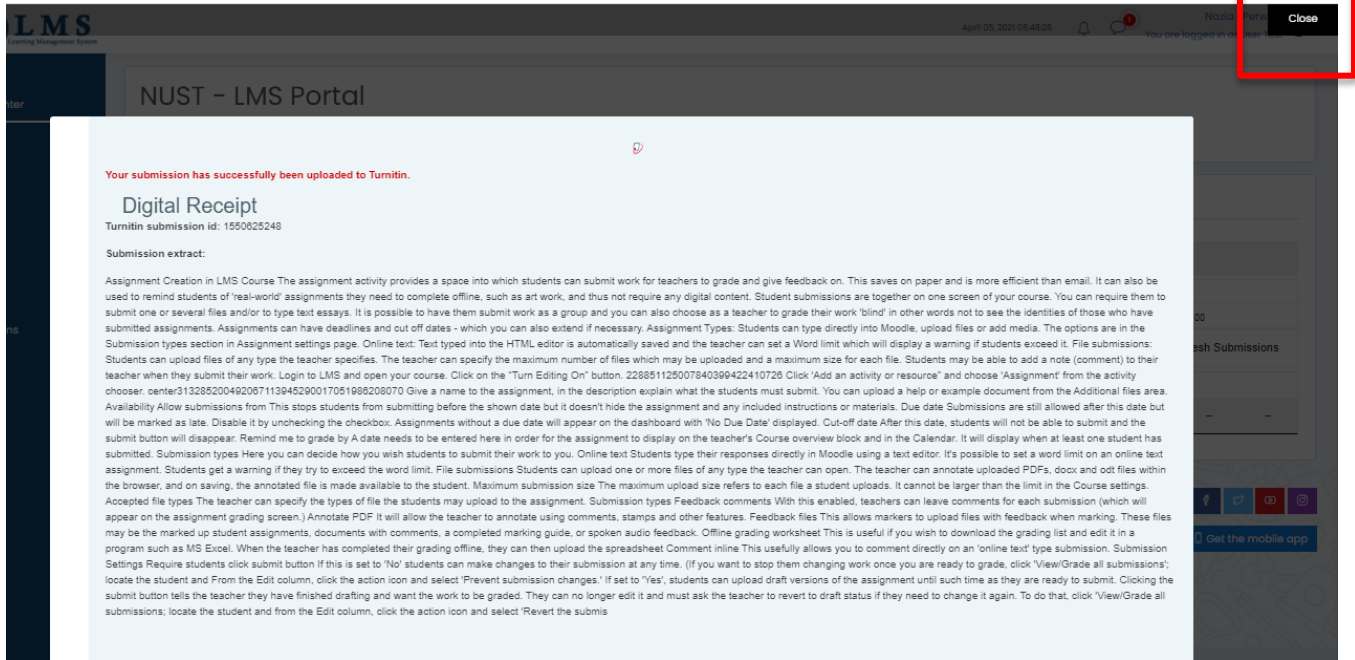 LMS
Learning Management System
April 05, 2021 09:49:26
1
Nazia Perw
Close
You are logged in as user
NUST - LMS Portal
nter
Your submission has successfully been uploaded to Turnitin.
Digital Receipt
Turnitin submission id: 1550625248
Submission extract:
Assignment Creation in LMS Course The assignment activity provides a space into which students can submit work for teachers to grade and give feedback on. This saves on paper and is more efficient than email. It can also be
used to remind students of 'real-world' assignments they need to complete offline, such as art work, and thus not require any digital content. Student submissions are together on one screen of your course. You can require them to
submit one or several files and/or to type text essays. It is possible to have them submit work as a group and you can also choose as a teacher to grade their work 'blind' in other words not to see the identities of those who have
submitted assignments. Assignments can have deadlines and cut off dates - which you can also extend if necessary. Assignment Types: Students can type directly into Moodle, upload files or add media. The options are in the
Submission types section in Assignment settings page. Online text: Text typed into the HTML editor is automatically saved and the teacher can set a Word limit which will display a warning if students exceed it. File submissions:
Students can upload files of any type the teacher specifies. The teacher can specify the maximum number of files which may be uploaded and a maximum size for each file. Students may be able to add a note (comment) to their
teacher when they submit their work. Login to LMS and open your course. Click on the "Turn Editing On" button. 228851125007840399422410726 Click 'Add an activity or resource" and choose 'Assignment' from the activity
chooser. center313285200492067113945290017051986208070 Give a name to the assignment, in the description explain what the students must submit. You can upload a help or example document from the Additional files area.
Availability Allow submissions from This stops students from submitting before the shown date but it doesn't hide the assignment and any included instructions or materials. Due date Submissions are still allowed after this date but
will be marked as late. Disable it by unchecking the checkbox. Assignments without a due date will appear on the dashboard with 'No Due Date' displayed. Cut-off date After this date, students will not be able to submit and the
submit button will disappear. Remind me to grade by A date needs to be entered here in order for the assignment to display on the teacher's Course overview block and in the Calendar. It will display when at least one student has
submitted. Submission types Here you can decide how you wish students to submit their work to you. Online text Students type their responses directly in Moodle using a text editor. It's possible to set a word limit on an online text
assignment. Students get a warning if they try to exceed the word limit. File submissions Students can upload one or more files of any type the teacher can open. The teacher can annotate uploaded PDFs, docx and odt files within
the browser, and on saving, the annotated file is made available to the student. Maximum submission size The maximum upload size refers to each file a student uploads. It cannot be larger than the limit in the Course settings.
Accepted file types The teacher can specify the types of file the students may upload to the assignment. Submission types Feedback comments With this enabled, teachers can leave comments for each submission (which will
appear on the assignment grading screen.) Annotate PDF It will allow the teacher to annotate using comments, stamps and other features. Feedback files This allows markers to upload files with feedback when marking. These files
may be the marked up student assignments, documents with comments, a completed marking guide, or spoken audio feedback. Offline grading worksheet This is useful if you wish to download the grading list and edit it in a
program such as MS Excel. When the teacher has completed their grading offline, they can then upload the spreadsheet Comment inline This usefully allows you to comment directly on an 'online text' type submission. Submission
Settings Require students click submit button If this is set to 'No' students can make changes to their submission at any time. (If you want to stop them changing work once you are ready to grade, click 'View/Grade all submissions';
locate the student and From the Edit column, click the action icon and select 'Prevent submission changes.' If set to 'Yes', students can upload draft versions of the assignment until such time as they are ready to submit. Clicking the
submit button tells the teacher they have finished drafting and want the work to be graded. They can no longer edit it and must ask the teacher to revert to draft status if they need to change it again. To do that, click 'View/Grade all
submissions; locate the student and from the Edit column, click the action icon and select 'Revert the submis
ns
00
esh Submissions
-- --
Get the mobile app